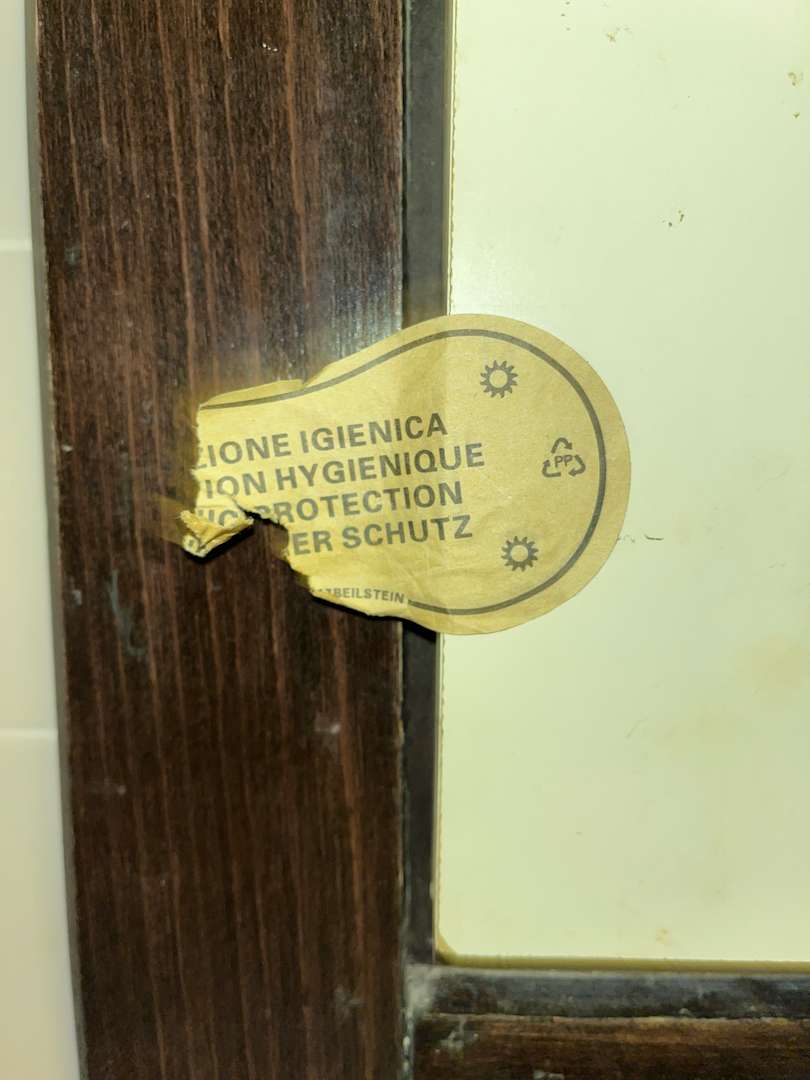 ZIONE IGIENICA
ION HYGIENIQUE
PROTECTION
ER SCHUTZ
BEILSTEIN
PP